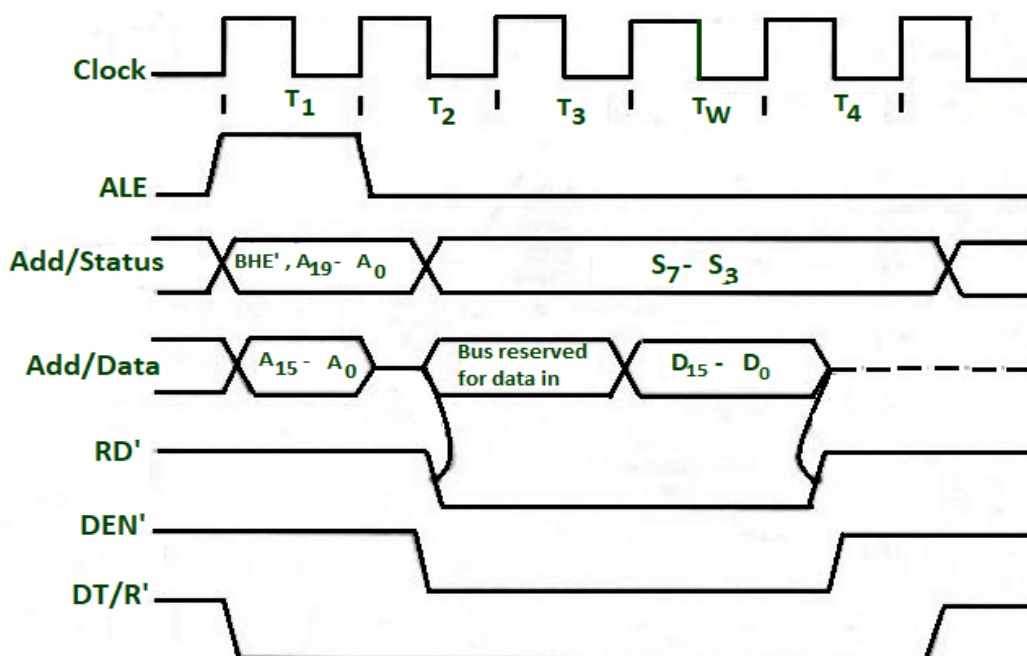 Clock
T1 T2 T3 TW T4
ALE
Add/Status BHE', A19- A0 S7- S3
Add/Data A15- A0 Bus reserved for data in D15- D0
RD'
DEN'
DT/R'